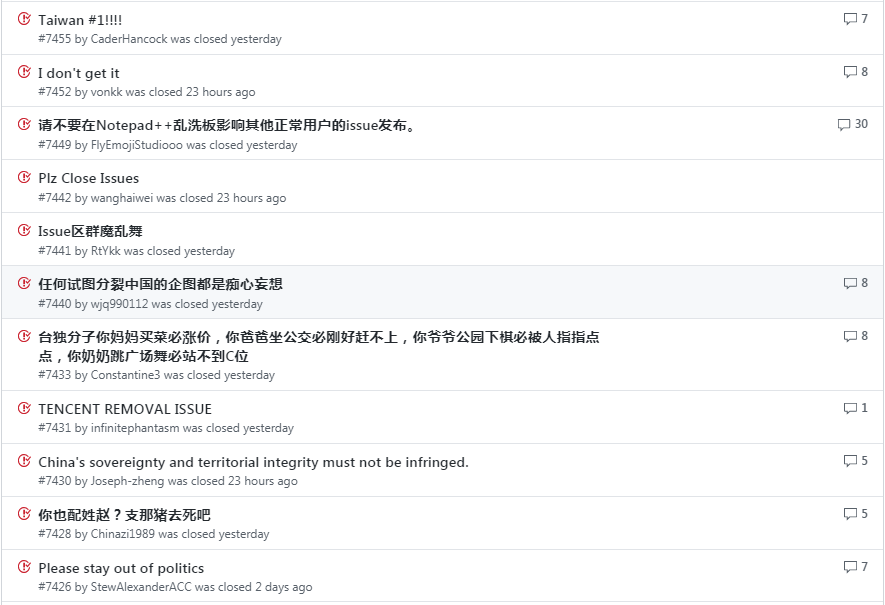 Taiwan #1!!!!
7
#7455 by CaderHancock was closed yesterday
I don't get it
8
#7452 by vonkk was closed 23 hours ago
请不要在Notepad++乱洗板影响其他正常用户的issue发布。
30
#7449 by FlyEmojiStudiooo was closed yesterday
Plz Close Issues
#7442 by wanghaiwei was closed 23 hours ago
Issue区群魔乱舞
#7441 by RtYkk was closed yesterday
任何试图分裂中国的企图都是痴心妄想
8
#7440 by wjq990112 was closed yesterday
台独分子你妈妈买菜必涨价，你爸爸坐公交必刚好赶不上，你爷爷公园下棋必被人指指点
8
点，你奶奶跳广场舞必站不到C位
#7433 by Constantine3 was closed yesterday
TENCENT REMOVAL ISSUE
1
#7431 by infinitephantasm was closed yesterday
China's sovereignty and territorial integrity must not be infringed.
5
#7430 by Joseph-zheng was closed 23 hours ago
你也配姓赵？支那猪去死吧
5
#7428 by Chinazi1989 was closed yesterday
Please stay out of politics
7
#7426 by StewAlexanderACC was closed 2 days ago